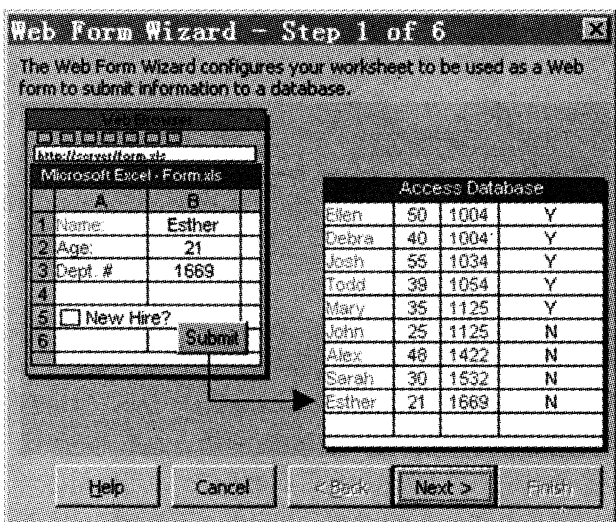 Web Form Wizard - Step 1 of 6
The Web Form Wizard configures your worksheet to be used as a Web
form to submit information to a database.
Web Browser
http://server/form.xls
Microsoft Excel - Form.xls
A B
1 Name: Esther
2 Age: 21
3 Dept. # 1669
4
5 New Hire?
6 Submit
Access Database
Ellen 50 1004 Y
Debra 40 1004 Y
Josh 55 1034 Y
Todd 39 1054 Y
Mary 35 1125 Y
John 25 1125 N
Alex 48 1422 N
Sarah 30 1532 N
Esther 21 1669 N
Help Cancel < Back Next > Finish